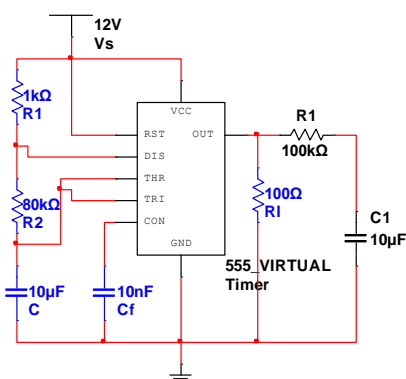 12V
Vs
1kΩ
R1
VCC
R1
RST
OUT
100kΩ
DIS
THR
80kΩ
R2
TRI
100Ω
Rl
CON
C1
10µF
GND
555_VIRTUAL
Timer
10µF
C
10nF
Cf